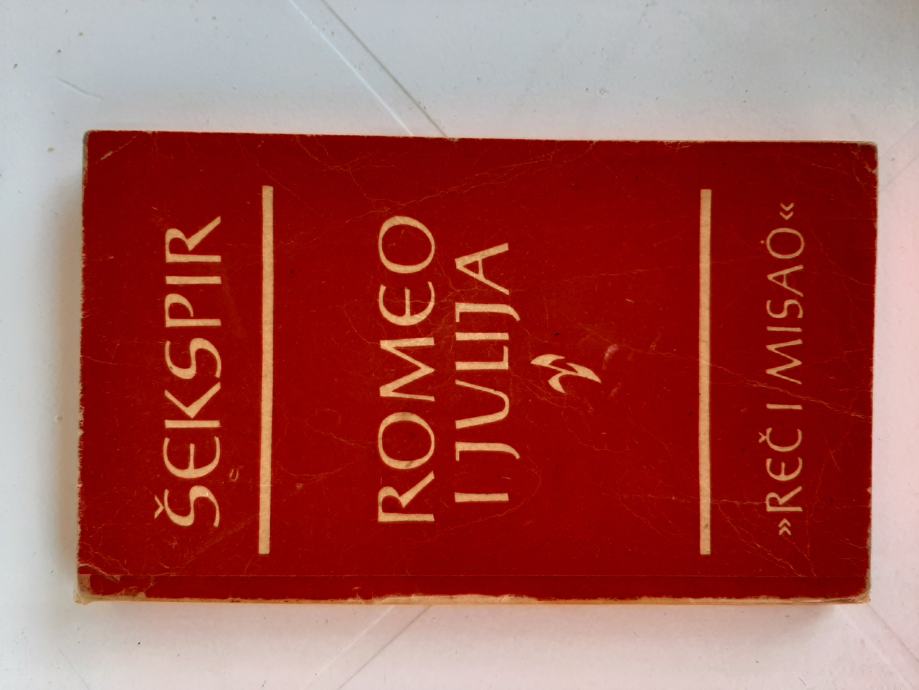 ŠEKSPIR
ROMEO
I JULIJA
»REČ I MISAO«